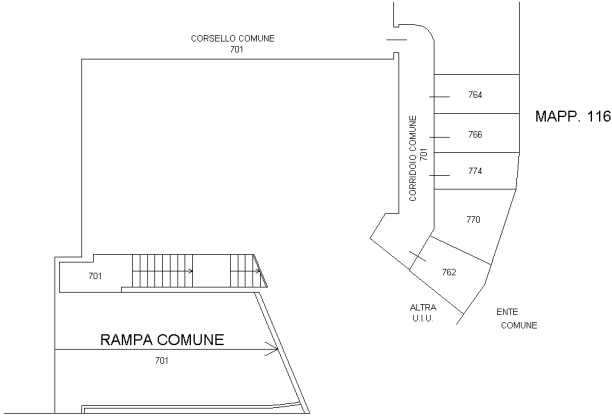 CORSELLO COMUNE
701
764
MAPP. 116
766
CORRIDOIO COMUNE
701
774
770
701
762
ALTRA
U.I.U.
ENTE
COMUNE
RAMPA COMUNE
701